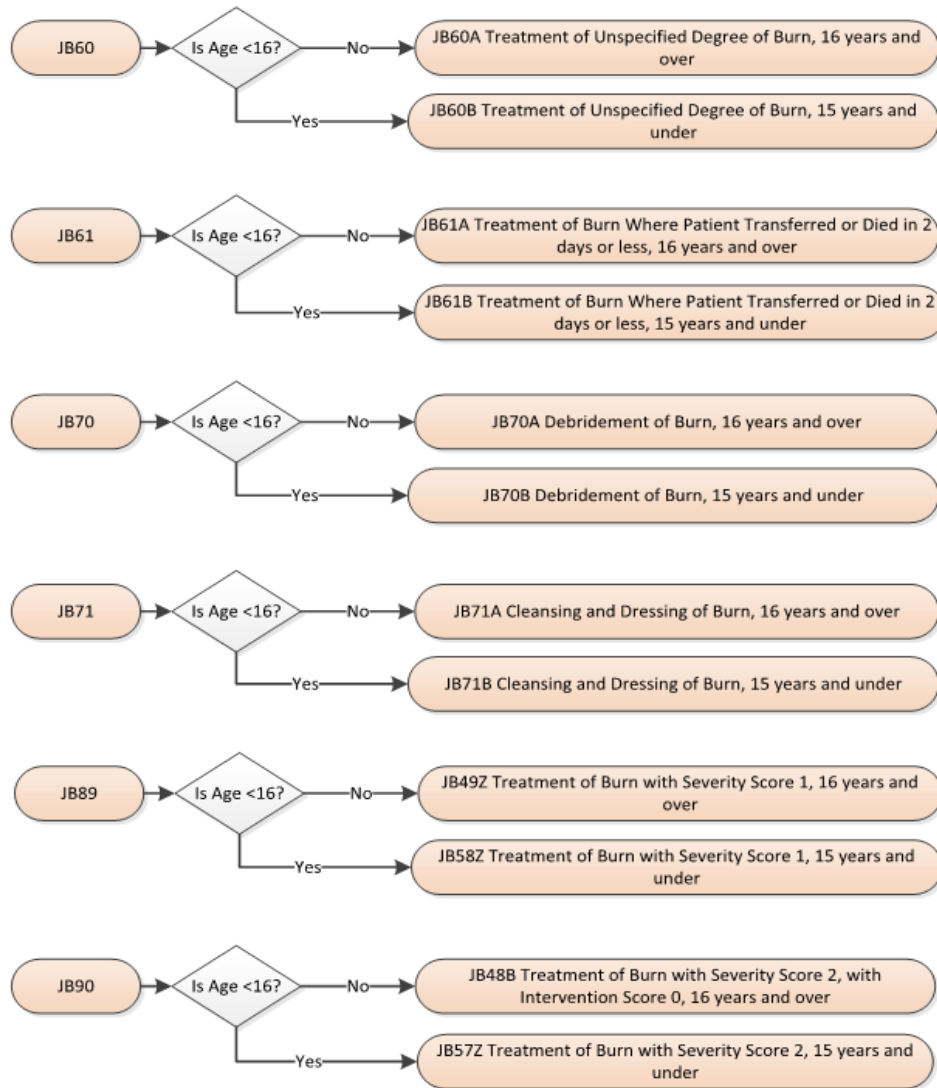 JB60
Is Age <16?
No
JB60A Treatment of Unspecified Degree of Burn, 16 years and
over
Yes
JB60B Treatment of Unspecified Degree of Burn, 15 years and
under
JB61
Is Age <16?
No
JB61A Treatment of Burn Where Patient Transferred or Died in 2
days or less, 16 years and over
Yes
JB61B Treatment of Burn Where Patient Transferred or Died in 2
days or less, 15 years and under
JB70
Is Age <16?
No
JB70A Debridement of Burn, 16 years and over
Yes
JB70B Debridement of Burn, 15 years and under
JB71
Is Age <16?
No
JB71A Cleansing and Dressing of Burn, 16 years and over
Yes
JB71B Cleansing and Dressing of Burn, 15 years and under
JB89
Is Age <16?
No
JB49Z Treatment of Burn with Severity Score 1, 16 years and
over
Yes
JB58Z Treatment of Burn with Severity Score 1, 15 years and
under
JB90
Is Age <16?
No
JB48B Treatment of Burn with Severity Score 2, with
Intervention Score 0, 16 years and over
Yes
JB57Z Treatment of Burn with Severity Score 2, 15 years and
under